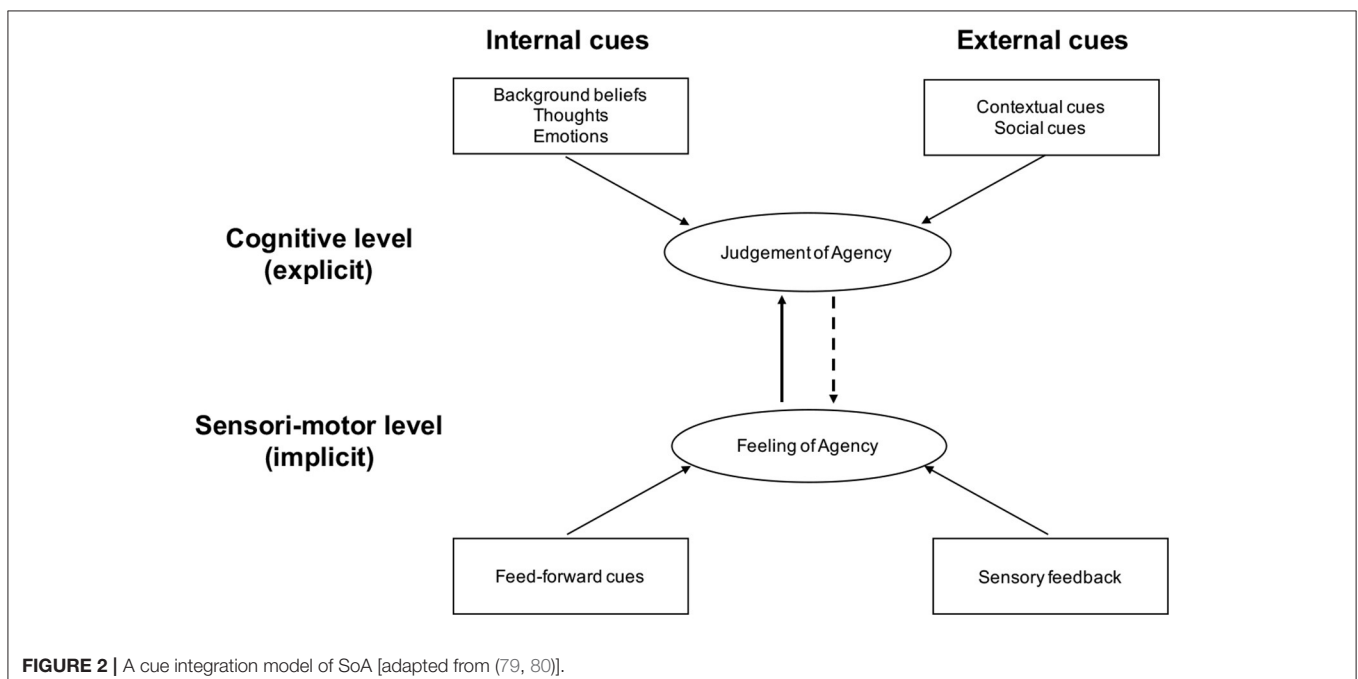 Internal cues
External cues
Background beliefs
Thoughts
Emotions
Contextual cues
Social cues
Cognitive level
(explicit)
Judgement of Agency
Sensori-motor level
(implicit)
Feeling of Agency
Feed-forward cues
Sensory feedback
FIGURE 2 | A cue integration model of SoA [adapted from (79, 80)].